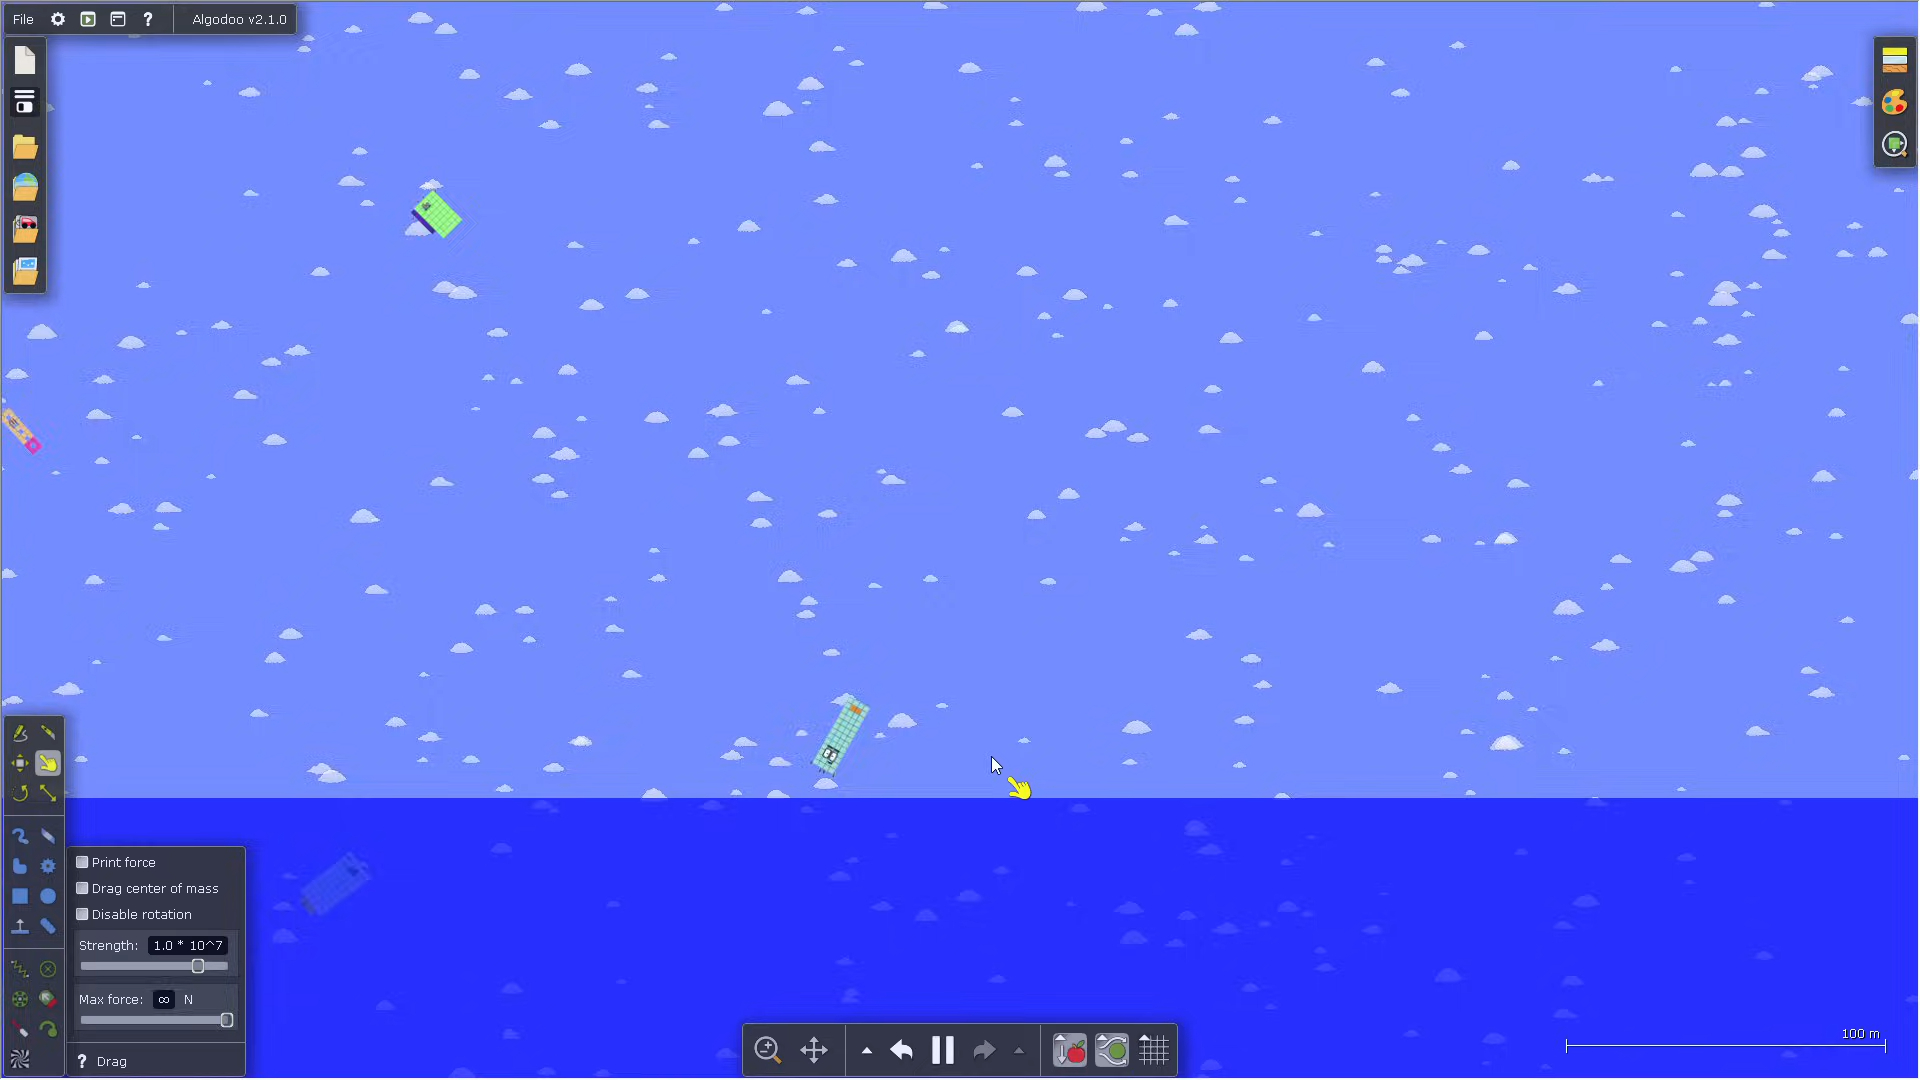 File ? Algodoo v2.1.0
Print force
Drag center of mass
Disable rotation
Strength: 1.0 * 10^7
Max force: ∞ N
? Drag
100 m